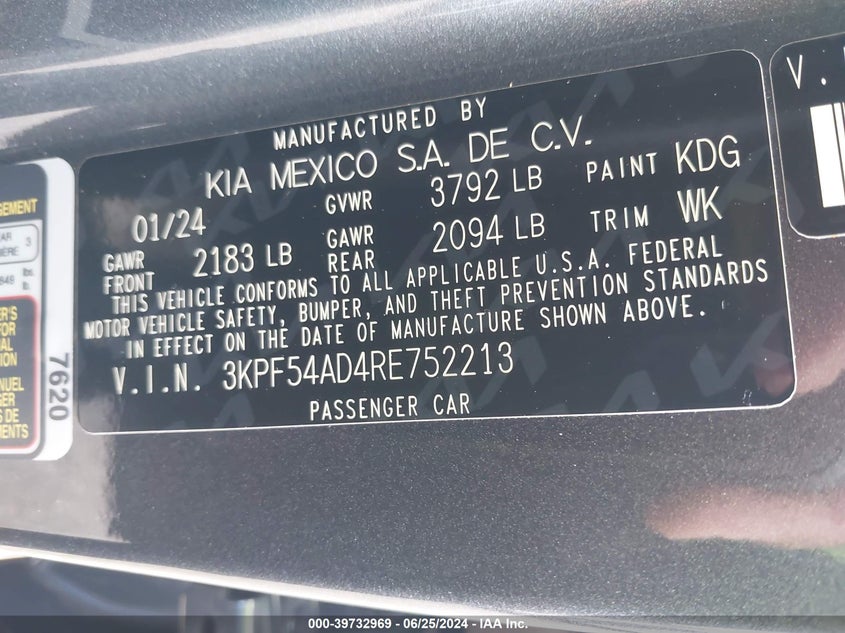 MANUFACTURED BY
KIA MEXICO S.A. DE C.V.
01/24 GVWR 3792 LB PAINT KDG
GAWR FRONT 2183 LB GAWR REAR 2094 LB TRIM WK
THIS VEHICLE CONFORMS TO ALL APPLICABLE U.S.A. FEDERAL
MOTOR VEHICLE SAFETY, BUMPER, AND THEFT PREVENTION STANDARDS
IN EFFECT ON THE DATE OF MANUFACTURE SHOWN ABOVE.
V.I.N. 3KPF54AD4RE752213
PASSENGER CAR
7620
V.
000-39732969 / 06/25/2024 - IAA Inc.